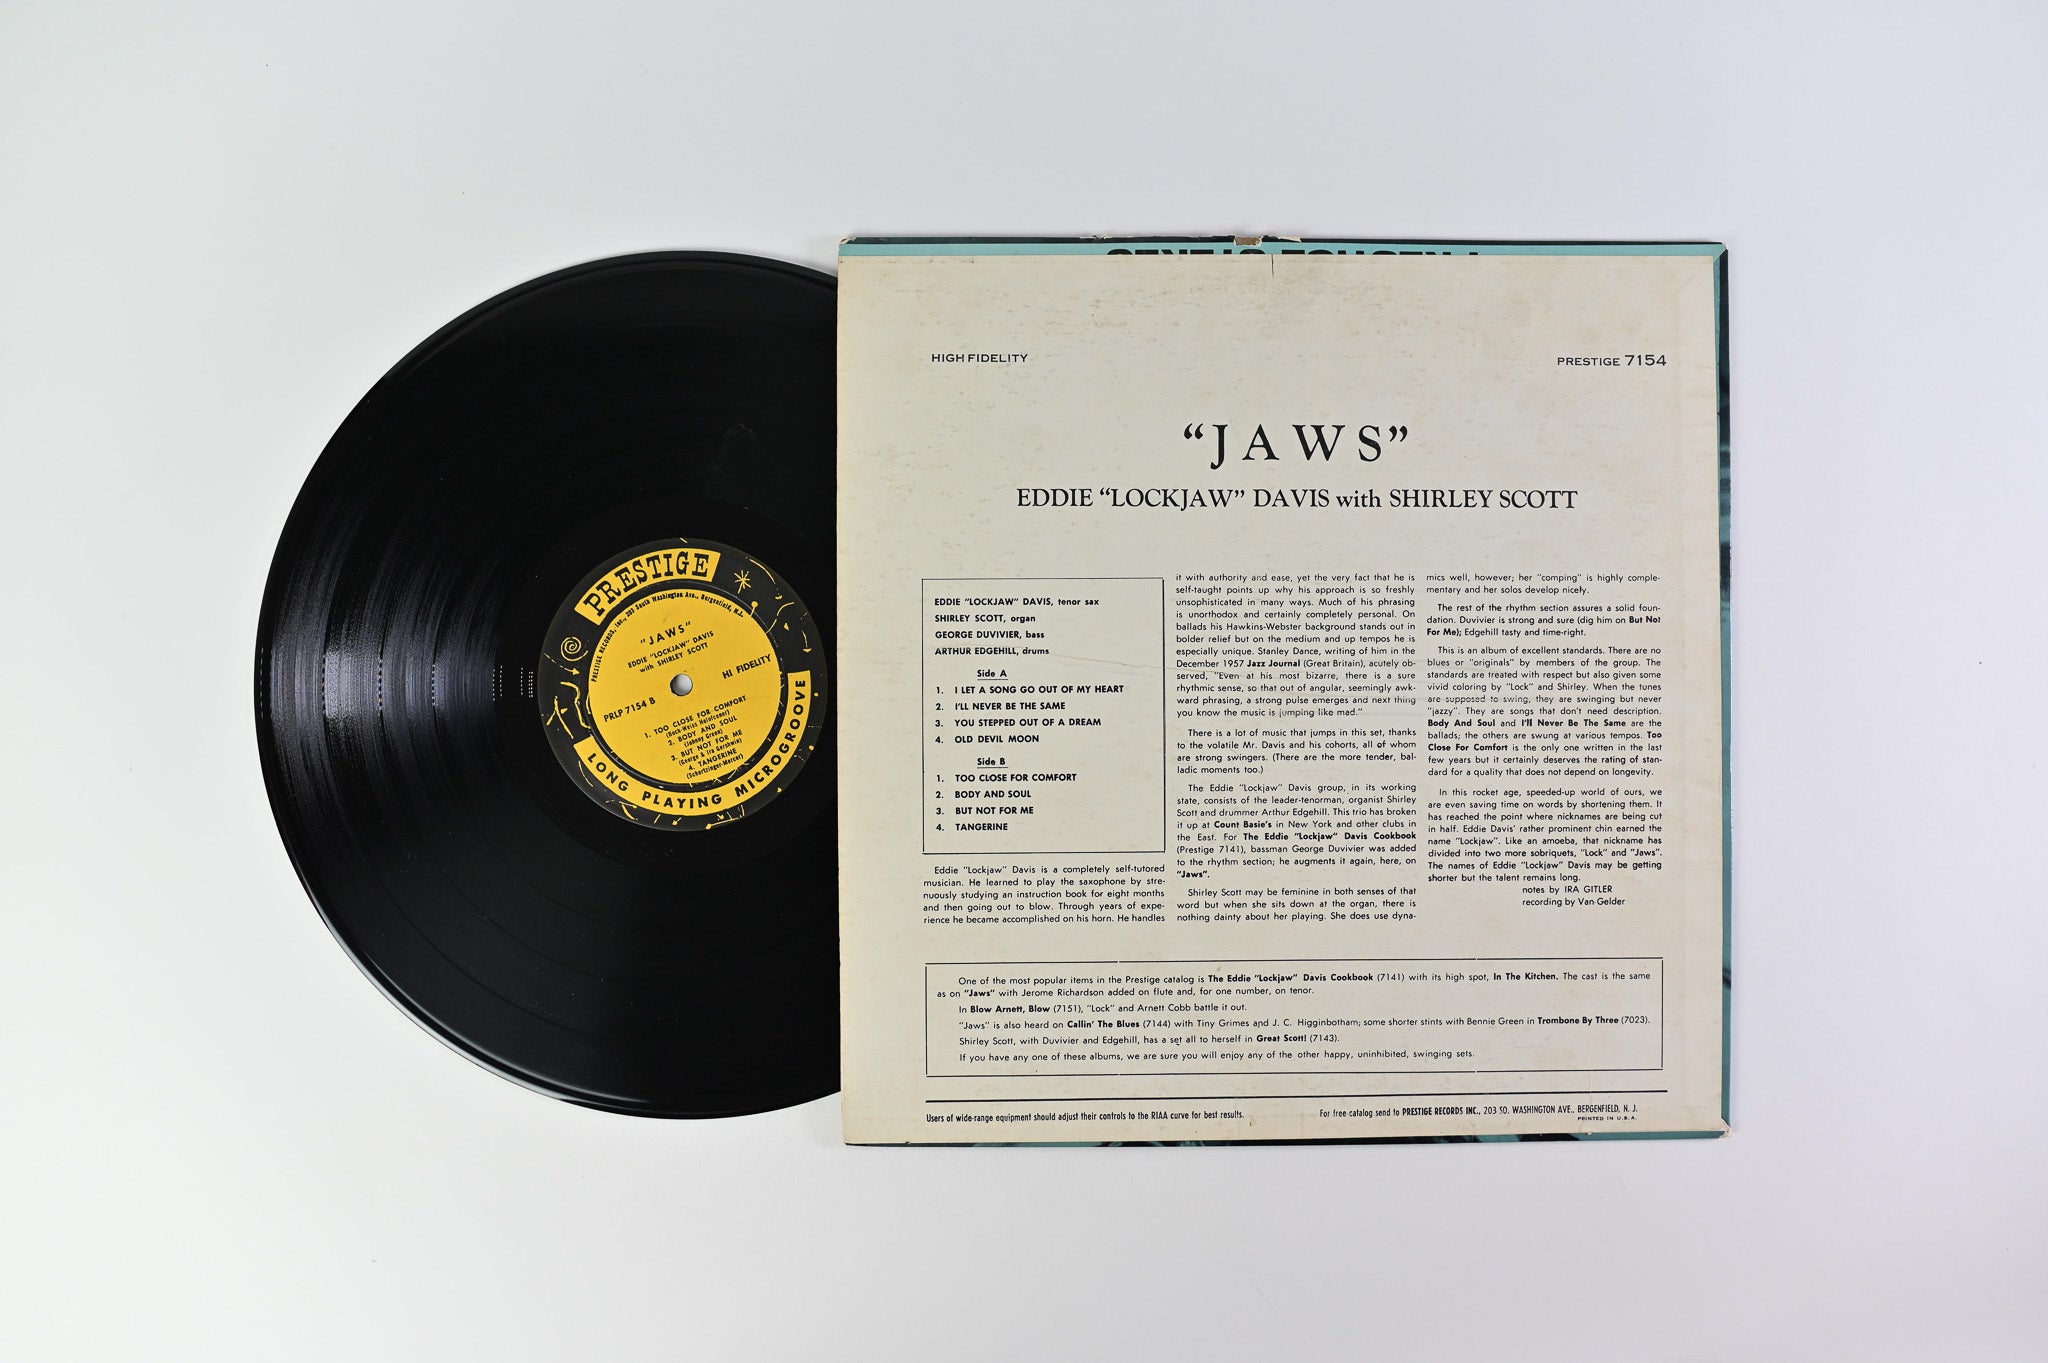 PRESTIGE
PRESTIGE RECORDS, INC., 203 South Washington Ave., Bergenfield, N.J.
"JAWS"
EDDIE "LOCKJAW" DAVIS
with SHIRLEY SCOTT
HI FIDELITY
PRLP 7154 B
1. TOO CLOSE FOR COMFORT
(Bock-Weiss Holofcener)
2. BODY AND SOUL
(Johnny Green)
3. BUT NOT FOR ME
(George & Ira Gershwin)
4. TANGERINE
(Schertzinger-Mercer)
LONG PLAYING MICROGROOVE
HIGH FIDELITY
PRESTIGE 7154
“JAWS”
EDDIE “LOCKJAW” DAVIS with SHIRLEY SCOTT
EDDIE "LOCKJAW" DAVIS, tenor sax
SHIRLEY SCOTT, organ
GEORGE DUVIVIER, bass
ARTHUR EDGEHILL, drums
Side A
1. I LET A SONG GO OUT OF MY HEART
2. I'LL NEVER BE THE SAME
3. YOU STEPPED OUT OF A DREAM
4. OLD DEVIL MOON
Side B
1. TOO CLOSE FOR COMFORT
2. BODY AND SOUL
3. BUT NOT FOR ME
4. TANGERINE
Eddie "Lockjaw" Davis is a completely self-tutored
musician. He learned to play the saxophone by stre-
nuously studying an instruction book for eight months
and then going out to blow. Through years of expe-
rience he became accomplished on his horn. He handles
it with authority and ease, yet the very fact that he is
self-taught points up why his approach is so freshly
unsophisticated in many ways. Much of his phrasing
is unorthodox and certainly completely personal. On
ballads his Hawkins-Webster background stands out in
bolder relief but on the medium and up tempos he is
especially unique. Stanley Dance, writing of him in the
December 1957 Jazz Journal (Great Britain), acutely ob-
served, "Even at his most bizarre, there is a sure
rhythmic sense, so that out of angular, seemingly awk-
ward phrasing, a strong pulse emerges and next thing
you know the music is jumping like mad."
There is a lot of music that jumps in this set, thanks
to the volatile Mr. Davis and his cohorts, all of whom
are strong swingers. (There are the more tender, bal-
ladic moments too.)
The Eddie "Lockjaw" Davis group, in its working
state, consists of the leader-tenorman, organist Shirley
Scott and drummer Arthur Edgehill. This trio has broken
it up at Count Basie's in New York and other clubs in
the East. For The Eddie "Lockjaw" Davis Cookbook
(Prestige 7141), bassman George Duvivier was added
to the rhythm section; he augments it again, here, on
"Jaws".
Shirley Scott may be feminine in both senses of that
word but when she sits down at the organ, there is
nothing dainty about her playing. She does use dyna-
mics well, however; her "comping" is highly comple-
mentary and her solos develop nicely.
The rest of the rhythm section assures a solid foun-
dation. Duvivier is strong and sure (dig him on But Not
For Me); Edgehill tasty and time-right.
This is an album of excellent standards. There are no
blues or "originals" by members of the group. The
standards are treated with respect but also given some
vivid coloring by "Lock" and Shirley. When the tunes
are supposed to swing, they are swinging but never
"jazzy". They are songs that don't need description.
Body And Soul and I'll Never Be The Same are the
ballads; the others are swung at various tempos. Too
Close For Comfort is the only one written in the last
few years but it certainly deserves the rating of stan-
dard for a quality that does not depend on longevity.
In this rocket age, speeded-up world of ours, we
are even saving time on words by shortening them. It
has reached the point where nicknames are being cut
in half. Eddie Davis' rather prominent chin earned the
name "Lockjaw". Like an amoeba, that nickname has
divided into two more sobriquets, "Lock" and "Jaws".
The names of Eddie "Lockjaw" Davis may be getting
shorter but the talent remains long.
notes by IRA GITLER
recording by Van Gelder
One of the most popular items in the Prestige catalog is The Eddie "Lockjaw" Davis Cookbook (7141) with its high spot, In The Kitchen. The cast is the same
as on "Jaws" with Jerome Richardson added on flute and, for one number, on tenor.
In Blow Arnett, Blow (7151), "Lock" and Arnett Cobb battle it out.
"Jaws" is also heard on Callin' The Blues (7144) with Tiny Grimes and J. C. Higginbotham; some shorter stints with Bennie Green in Trombone By Three (7023).
Shirley Scott, with Duvivier and Edgehill, has a set all to herself in Great Scott! (7143).
If you have any one of these albums, we are sure you will enjoy any of the other happy, uninhibited, swinging sets.
Users of wide-range equipment should adjust their controls to the RIAA curve for best results.
For free catalog send to PRESTIGE RECORDS INC., 203 SO. WASHINGTON AVE., BERGENFIELD, N. J.
PRINTED IN U.S.A.